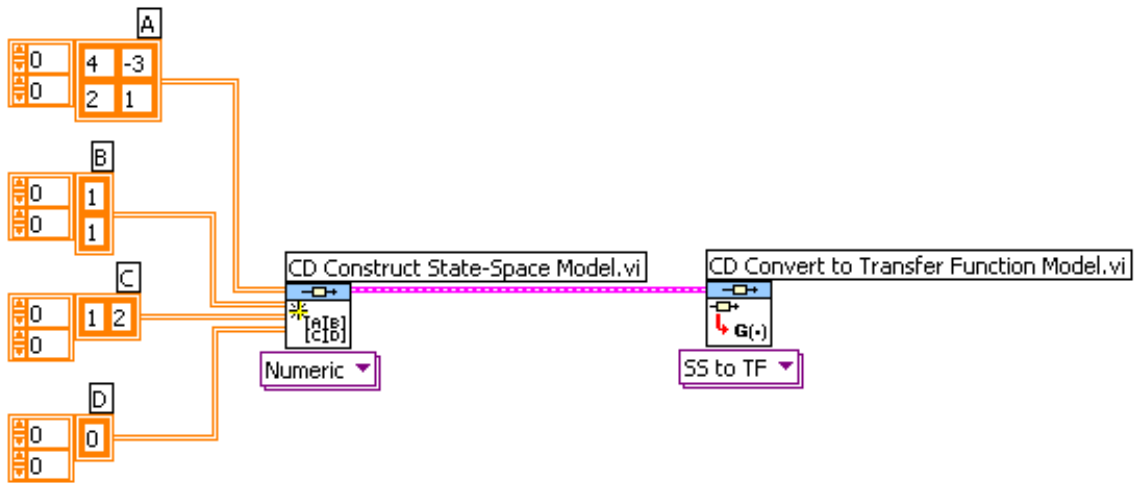 A
0
0
4 -3
2 1
B
0
0
1
1
C
0
0
1 2
D
0
0
0
CD Construct State-Space Model.vi
[A|B]
[C|D]
Numeric
CD Convert to Transfer Function Model.vi
G(·)
SS to TF